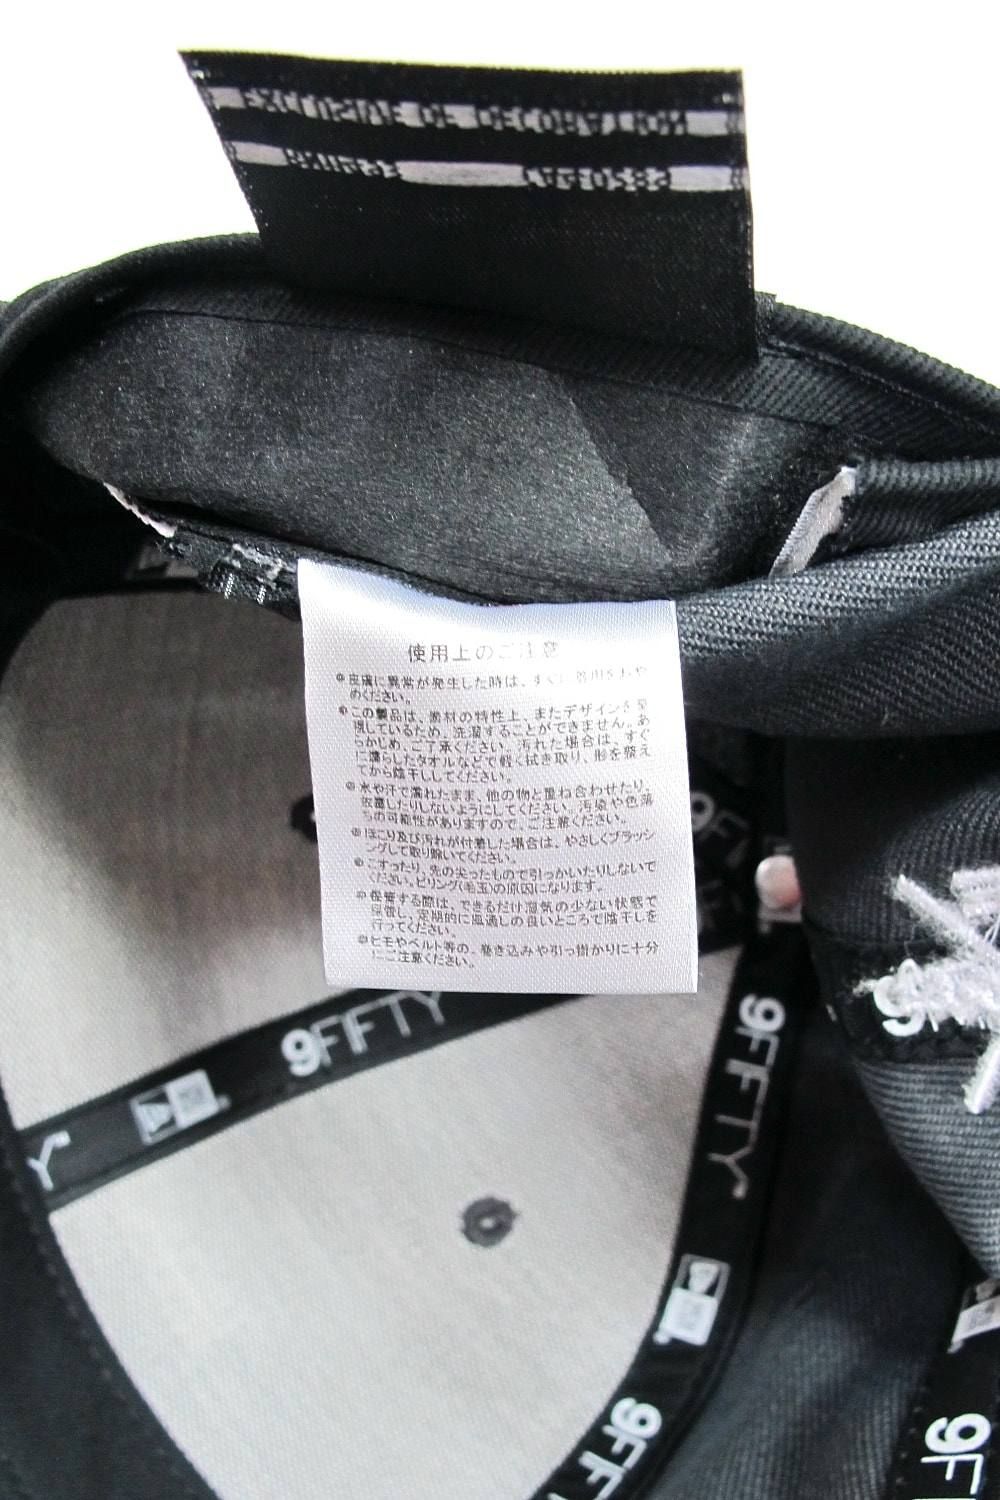 EXCLUSIVE OF DECORATION
RN
使用上のご注意
皮膚に異常が発生した時は、すぐに着用をおや
めください。
この製品は、素材の特性上、またデザインを重
視しているため、洗濯することができません。あ
らかじめ、ご了承ください。汚れた場合は、すぐ
に濡らしたタオルなどで軽く拭き取り、形を整え
てから陰干ししてください。
水や汗で濡れたまま、他の物と重ね合わせたり、
放置したりしないようにしてください。汚染や色落
ちの可能性がありますので、ご注意ください。
ほこり及び汚れが付着した場合は、やさしくブラッシ
ングして取り除いてください。
こすったり、先の尖ったもので引っかいたりしないで
ください。ピリング(毛玉)の原因になります。
保管する際は、できるだけ湿気の少ない状態で
保管し、定期的に風通しの良いところで陰干しを
行ってください。
ヒモやベルト等の、巻き込みや引っ掛かりに十分
にご注意ください。
9FIFTY
9FIFTY
Y
9FIF
9F
9F
9